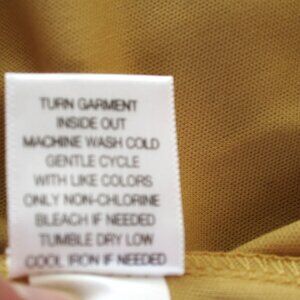 TURN GARMENT
INSIDE OUT
MACHINE WASH COLD
GENTLE CYCLE
WITH LIKE COLORS
ONLY NON-CHLORINE
BLEACH IF NEEDED
TUMBLE DRY LOW
COOL IRON IF NEEDED